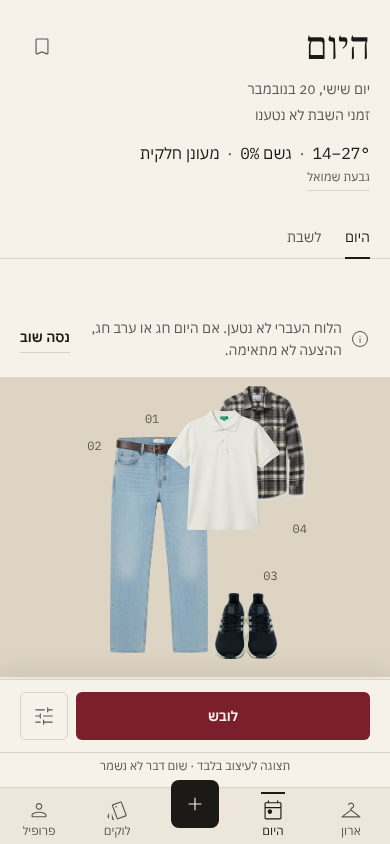 היום
יום שישי, 20 בנובמבר
זמני השבת לא נטענו
14–27° · גשם 0% · מעונן חלקית
גבעת שמואל
היום
לשבת
הלוח העברי לא נטען. אם היום חג או ערב חג,
ההצעה לא מתאימה.
נסה שוב
01
02
04
03
לובש
תצוגה לעיצוב בלבד · שום דבר לא נשמר
ארון
היום
לוקים
פרופיל